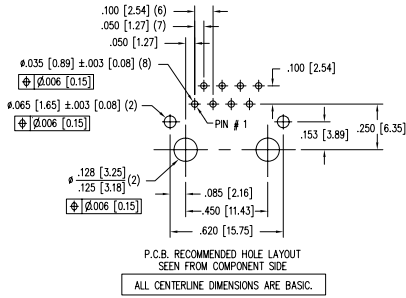 .100 [2.54] (6)
.050 [1.27] (7)
.050 [1.27]
ø.035 [0.89] ±.003 [0.08] (8)
⌖ Ø.006 [0.15]
.100 [2.54]
ø.065 [1.65] ±.003 [0.08] (2)
⌖ Ø.006 [0.15]
PIN # 1
.153 [3.89]
.250 [6.35]
ø .128 [3.25]
.125 [3.18] (2)
⌖ Ø.006 [0.15]
.085 [2.16]
.450 [11.43]
.620 [15.75]
P.C.B. RECOMMENDED HOLE LAYOUT
SEEN FROM COMPONENT SIDE
ALL CENTERLINE DIMENSIONS ARE BASIC.